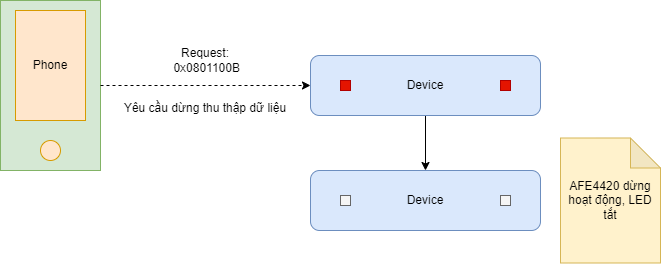 Phone
Request:
0x0801100B
Yêu cầu dừng thu thập dữ liệu
Device
Device
AFE4420 dừng
hoạt động, LED
tắt